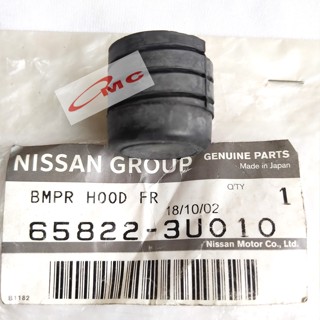 OMC
NISSAN GROUP
GENUINE PARTS
Made in Japan
BMPR HOOD FR
Q'TY
1
18/10/02
65822-3U010
Nissan Motor Co., Ltd.
B1182